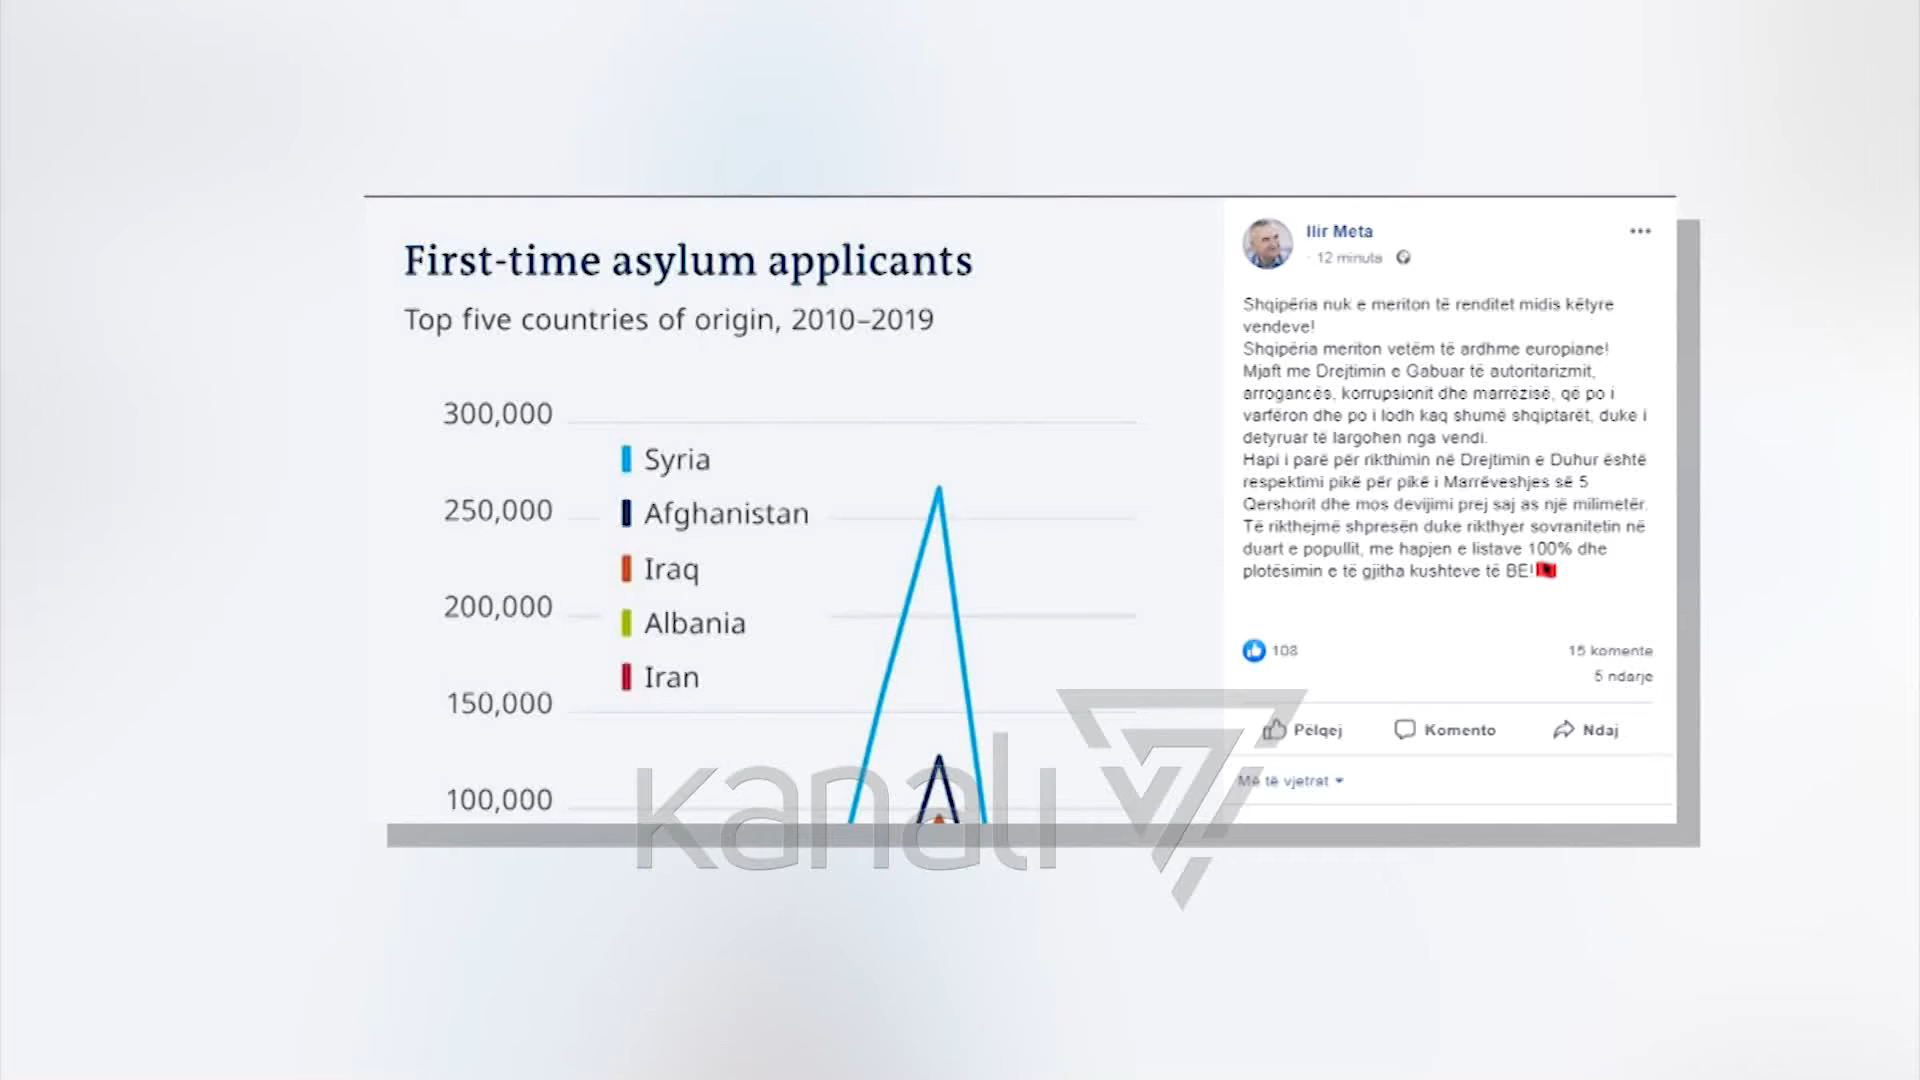 First-time asylum applicants
Top five countries of origin, 2010–2019
300,000
250,000
200,000
150,000
100,000
Syria
Afghanistan
Iraq
Albania
Iran
Ilir Meta
12 minuta
Shqipëria nuk e meriton të renditet midis këtyre
vendeve!
Shqipëria meriton vetëm të ardhme europiane!
Mjaft me Drejtimin e Gabuar të autoritarizmit,
arrogancës, korrupsionit dhe marrëzisë, që po i
varfëron dhe po i lodh kaq shumë shqiptarët, duke i
detyruar të largohen nga vendi.
Hapi i parë për rikthimin në Drejtimin e Duhur është
respektimi pikë për pikë i Marrëveshjes së 5
Qershorit dhe mos devijimi prej saj as një milimetër.
Të rikthejmë shpresën duke rikthyer sovranitetin në
duart e popullit, me hapjen e listave 100% dhe
plotësimin e të gjitha kushteve të BE!
108
15 komente
5 ndarje
Pëlqej
Komento
Ndaj
Më të vjetrat
kanali 7